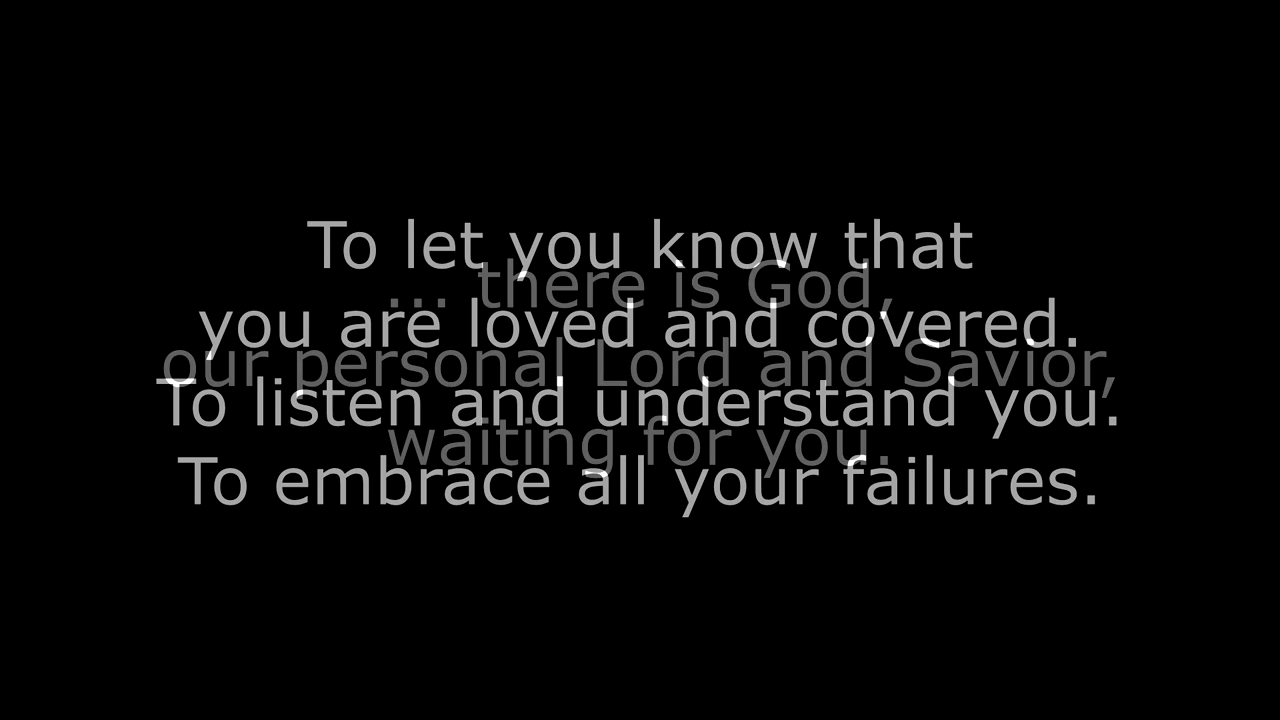 To let you know that
... there is God,
you are loved and covered.
our personal Lord and Savior,
To listen and understand you.
waiting for you.
To embrace all your failures.